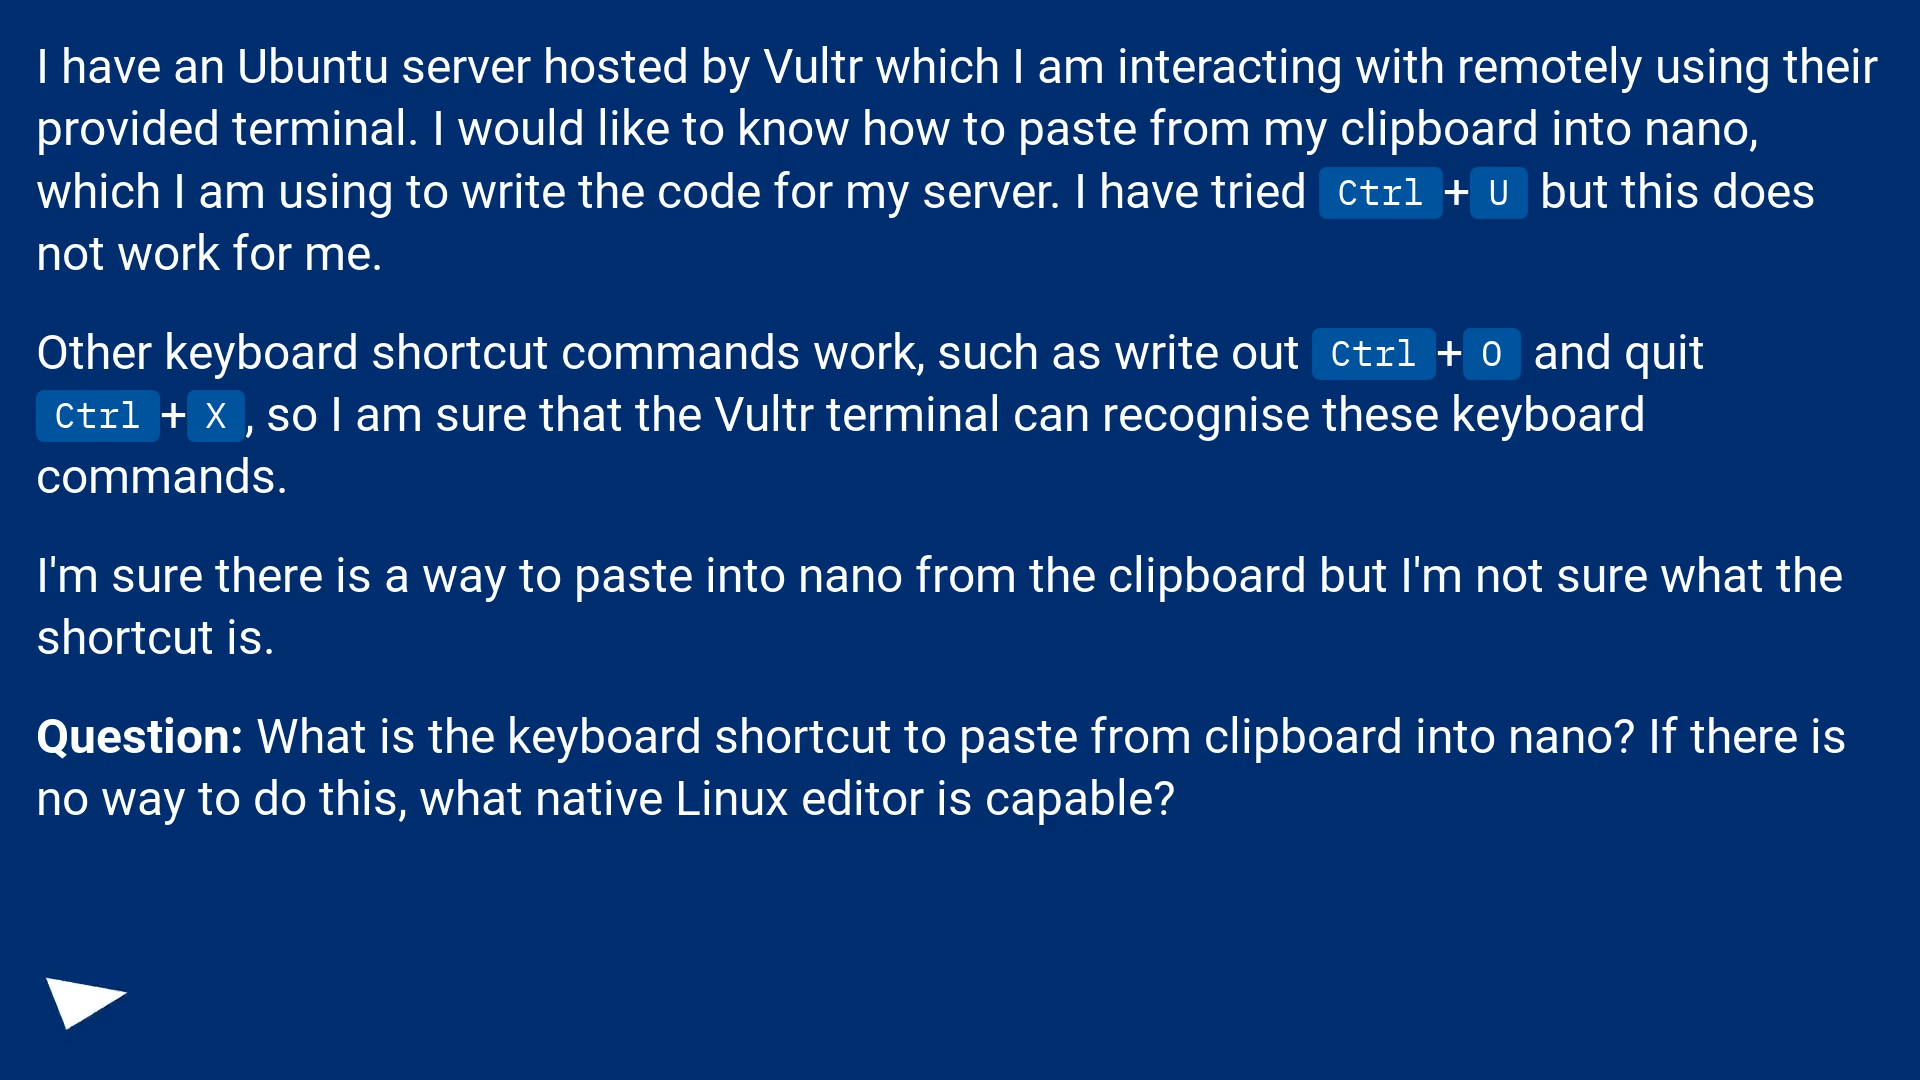 I have an Ubuntu server hosted by Vultr which I am interacting with remotely using their
provided terminal. I would like to know how to paste from my clipboard into nano,
which I am using to write the code for my server. I have tried Ctrl+U but this does
not work for me.
Other keyboard shortcut commands work, such as write out Ctrl+O and quit
Ctrl+X, so I am sure that the Vultr terminal can recognise these keyboard
commands.
I'm sure there is a way to paste into nano from the clipboard but I'm not sure what the
shortcut is.
Question: What is the keyboard shortcut to paste from clipboard into nano? If there is
no way to do this, what native Linux editor is capable?